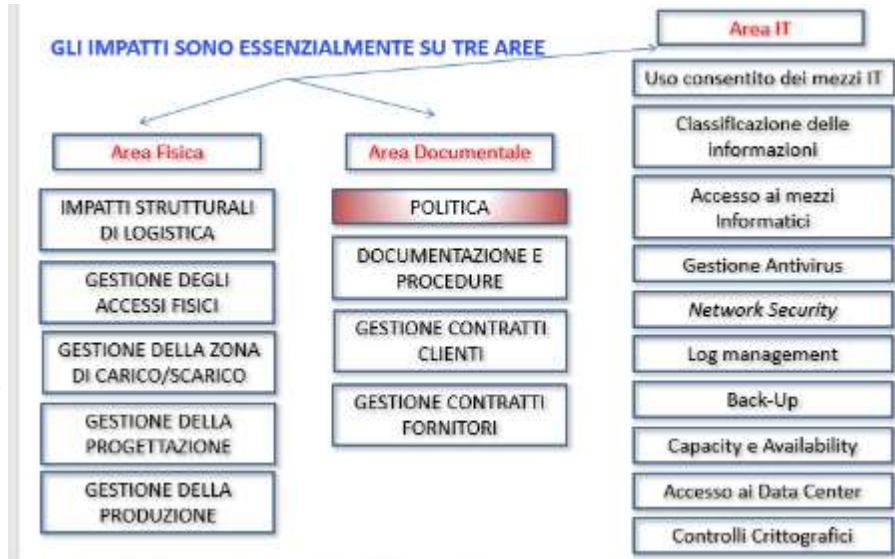 GLI IMPATTI SONO ESSENZIALMENTE SU TRE AREE
Area Fisica
IMPATTI STRUTTURALI
DI LOGISTICA
GESTIONE DEGLI
ACCESSI FISICI
GESTIONE DELLA ZONA
DI CARICO/SCARICO
GESTIONE DELLA
PROGETTAZIONE
GESTIONE DELLA
PRODUZIONE
Area Documentale
POLITICA
DOCUMENTAZIONE E
PROCEDURE
GESTIONE CONTRATTI
CLIENTI
GESTIONE CONTRATTI
FORNITORI
Area IT
Uso consentito dei mezzi IT
Classificazione delle
informazioni
Accesso ai mezzi
Informatici
Gestione Antivirus
Network Security
Log management
Back-Up
Capacity e Availability
Accesso ai Data Center
Controlli Crittografici